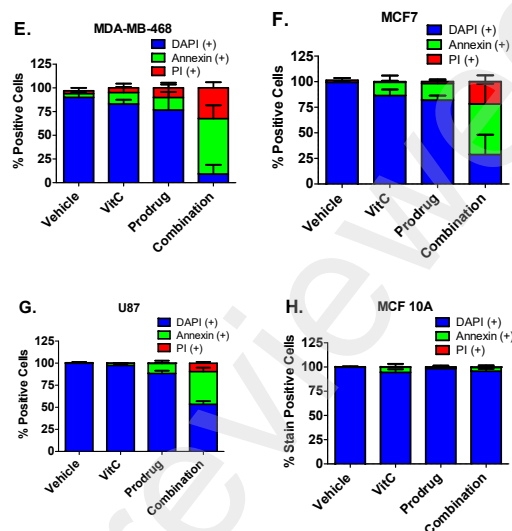 E.
MDA-MB-468
DAPI (+)
Annexin (+)
PI (+)
% Positive Cells
125
100
75
50
25
0
Vehicle
VitC
Prodrug
Combination
F.
MCF7
DAPI (+)
Annexin (+)
PI (+)
% Positive Cells
125
100
75
50
25
0
Vehicle
VitC
Prodrug
Combination
G.
U87
DAPI (+)
Annexin (+)
PI (+)
% Positive Cells
125
100
75
50
25
0
Vehicle
VitC
Prodrug
Combination
H.
MCF 10A
DAPI (+)
Annexin (+)
PI (+)
% Stain Positive Cells
125
100
75
50
25
0
Vehicle
VitC
Prodrug
Combination